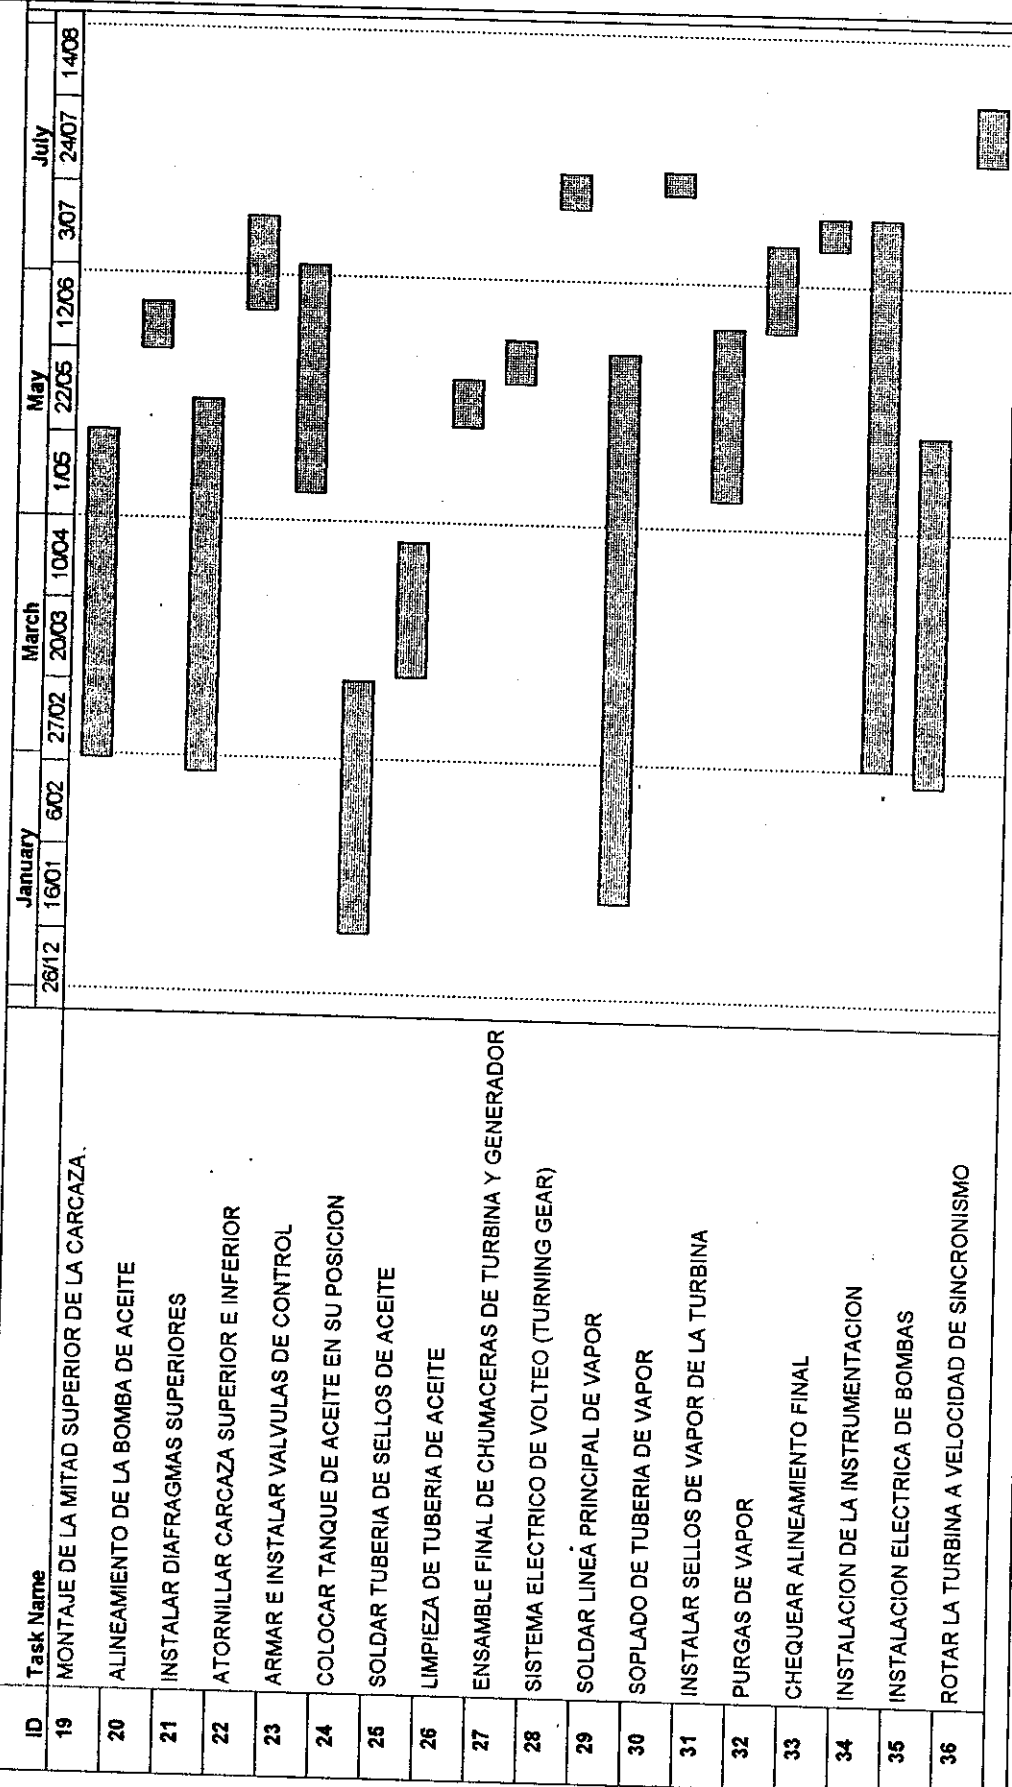 ID Task Name January March May July
26/12 16/01 6/02 27/02 20/03 10/04 1/05 22/05 12/06 3/07 24/07 14/08
19 MONTAJE DE LA MITAD SUPERIOR DE LA CARCAZA.
20 ALINEAMIENTO DE LA BOMBA DE ACEITE
21 INSTALAR DIAFRAGMAS SUPERIORES
22 ATORNILLAR CARCAZA SUPERIOR E INFERIOR
23 ARMAR E INSTALAR VALVULAS DE CONTROL
24 COLOCAR TANQUE DE ACEITE EN SU POSICION
25 SOLDAR TUBERIA DE SELLOS DE ACEITE
26 LIMPIEZA DE TUBERIA DE ACEITE
27 ENSAMBLE FINAL DE CHUMACERAS DE TURBINA Y GENERADOR
28 SISTEMA ELECTRICO DE VOLTEO (TURNING GEAR)
29 SOLDAR LINEA PRINCIPAL DE VAPOR
30 SOPLADO DE TUBERIA DE VAPOR
31 INSTALAR SELLOS DE VAPOR DE LA TURBINA
32 PURGAS DE VAPOR
33 CHEQUEAR ALINEAMIENTO FINAL
34 INSTALACION DE LA INSTRUMENTACION
35 INSTALACION ELECTRICA DE BOMBAS
36 ROTAR LA TURBINA A VELOCIDAD DE SINCRONISMO